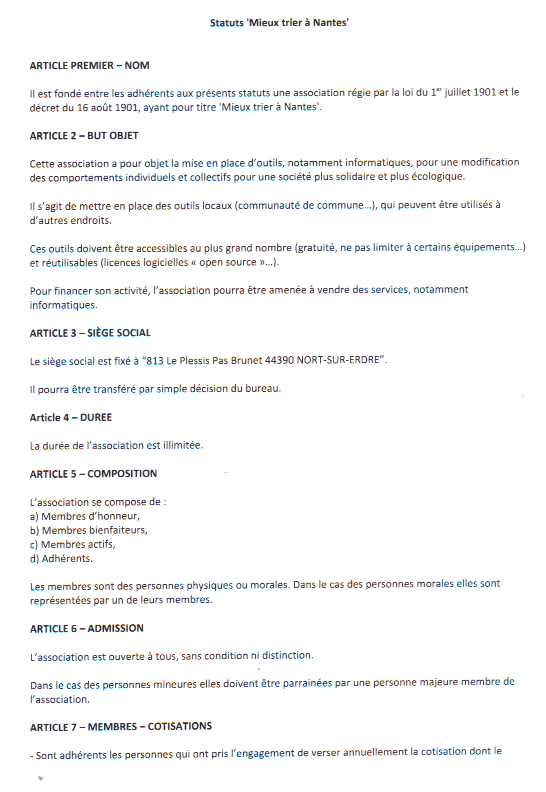 Statuts 'Mieux trier à Nantes'
ARTICLE PREMIER – NOM
Il est fondé entre les adhérents aux présents statuts une association régie par la loi du 1er juillet 1901 et le
décret du 16 août 1901, ayant pour titre 'Mieux trier à Nantes'.
ARTICLE 2 – BUT OBJET
Cette association a pour objet la mise en place d'outils, notamment informatiques, pour une modification
des comportements individuels et collectifs pour une société plus solidaire et plus écologique.
Il s'agit de mettre en place des outils locaux (communauté de commune...), qui peuvent être utilisés à
d'autres endroits.
Ces outils doivent être accessibles au plus grand nombre (gratuité, ne pas limiter à certains équipements...)
et réutilisables (licences logicielles « open source »...).
Pour financer son activité, l'association pourra être amenée à vendre des services, notamment
informatiques.
ARTICLE 3 – SIÈGE SOCIAL
Le siège social est fixé à "813 Le Plessis Pas Brunet 44390 NORT-SUR-ERDRE".
Il pourra être transféré par simple décision du bureau.
Article 4 – DUREE
La durée de l'association est illimitée.
ARTICLE 5 – COMPOSITION
L'association se compose de :
a) Membres d'honneur,
b) Membres bienfaiteurs,
c) Membres actifs,
d) Adhérents.
Les membres sont des personnes physiques ou morales. Dans le cas des personnes morales elles sont
représentées par un de leurs membres.
ARTICLE 6 – ADMISSION
L'association est ouverte à tous, sans condition ni distinction.
Dans le cas des personnes mineures elles doivent être parrainées par une personne majeure membre de
l'association.
ARTICLE 7 – MEMBRES – COTISATIONS
- Sont adhérents les personnes qui ont pris l'engagement de verser annuellement la cotisation dont le